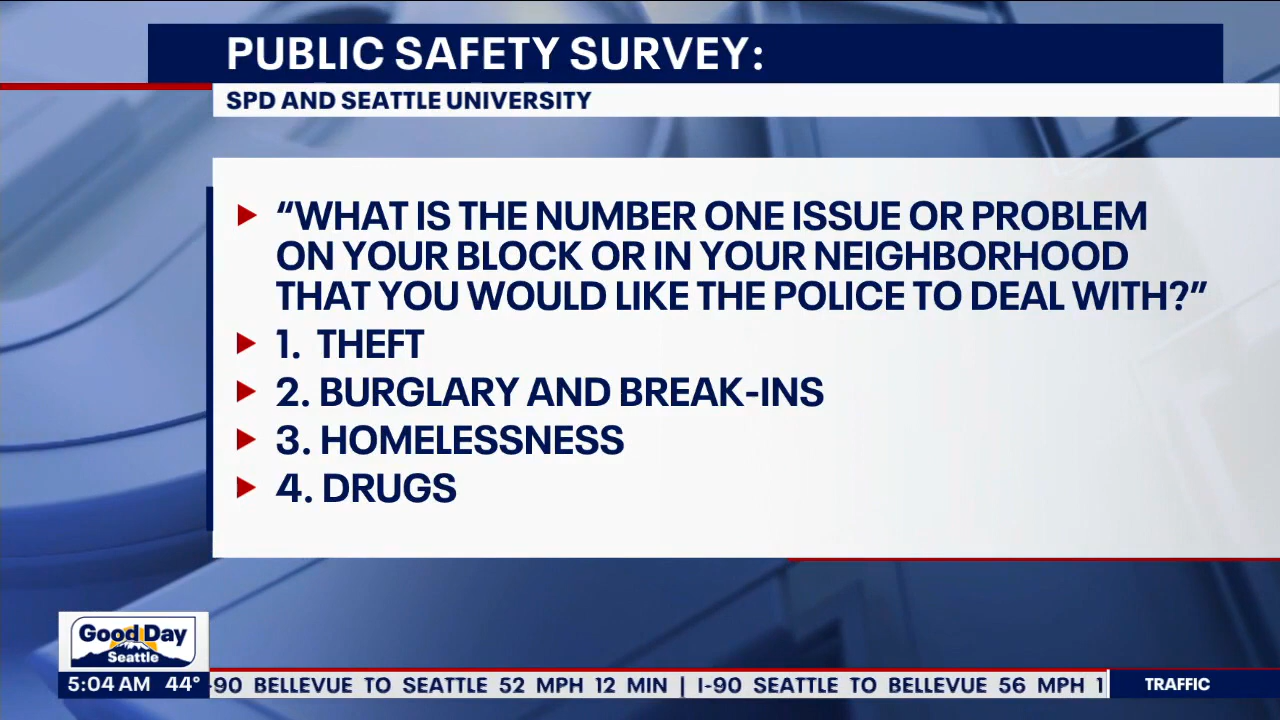 PUBLIC SAFETY SURVEY:
SPD AND SEATTLE UNIVERSITY
“WHAT IS THE NUMBER ONE ISSUE OR PROBLEM
ON YOUR BLOCK OR IN YOUR NEIGHBORHOOD
THAT YOU WOULD LIKE THE POLICE TO DEAL WITH?”
1. THEFT
2. BURGLARY AND BREAK-INS
3. HOMELESSNESS
4. DRUGS
Good Day
Seattle
5:04 AM 44° -90 BELLEVUE TO SEATTLE 52 MPH 12 MIN | I-90 SEATTLE TO BELLEVUE 56 MPH 1 TRAFFIC